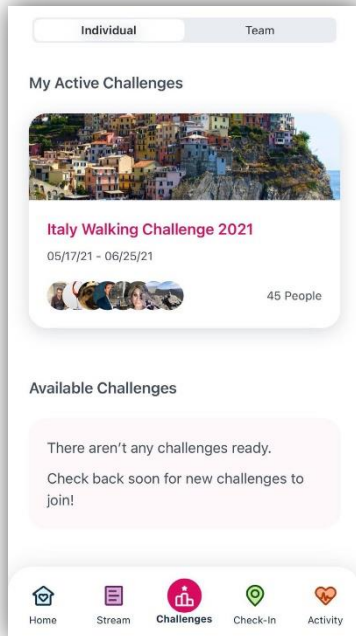 Individual
Team
My Active Challenges
Italy Walking Challenge 2021
05/17/21 - 06/25/21
45 People
Available Challenges
There aren't any challenges ready.
Check back soon for new challenges to
join!
Home
Stream
Challenges
Check-In
Activity